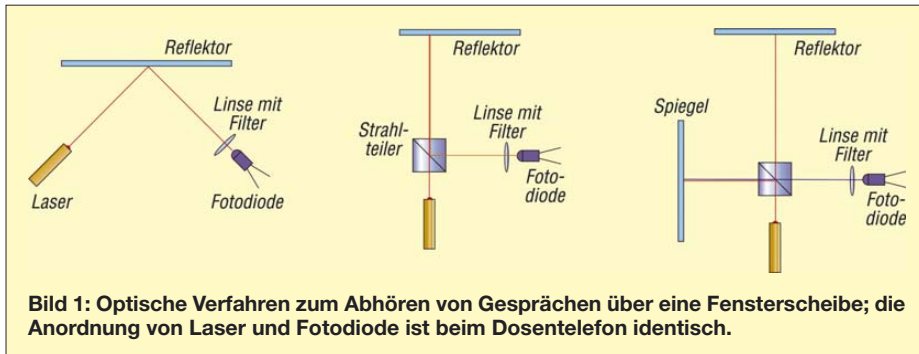 Reflektor
Linse mit
Filter
Laser
Fotodiode
Reflektor
Strahl-
teiler
Linse mit
Filter
Foto-
diode
Reflektor
Spiegel
Linse mit
Filter
Foto-
diode
Bild 1: Optische Verfahren zum Abhören von Gesprächen über eine Fensterscheibe; die
Anordnung von Laser und Fotodiode ist beim Dosentelefon identisch.